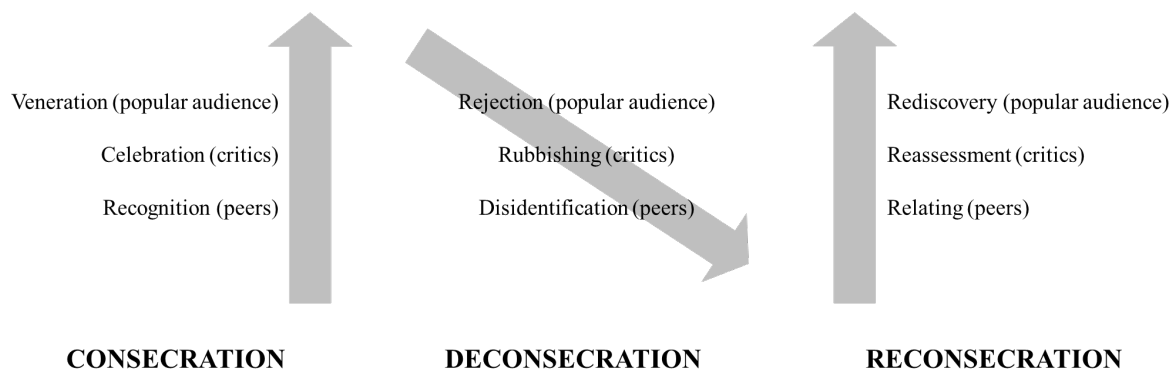 Veneration (popular audience)
Celebration (critics)
Recognition (peers)
CONSECRATION
Rejection (popular audience)
Rubbishing (critics)
Disidentification (peers)
DECONSECRATION
Rediscovery (popular audience)
Reassessment (critics)
Relating (peers)
RECONSECRATION